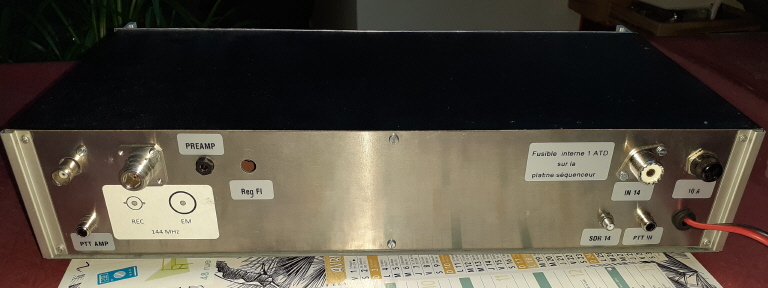 PREAMP
Reg FI
REC
EM
144 MHz
PTT AMP
Fusible interne 1 ATD
sur la
platine séquenceur
IN 14
10 A
SDR 14
PTT IN